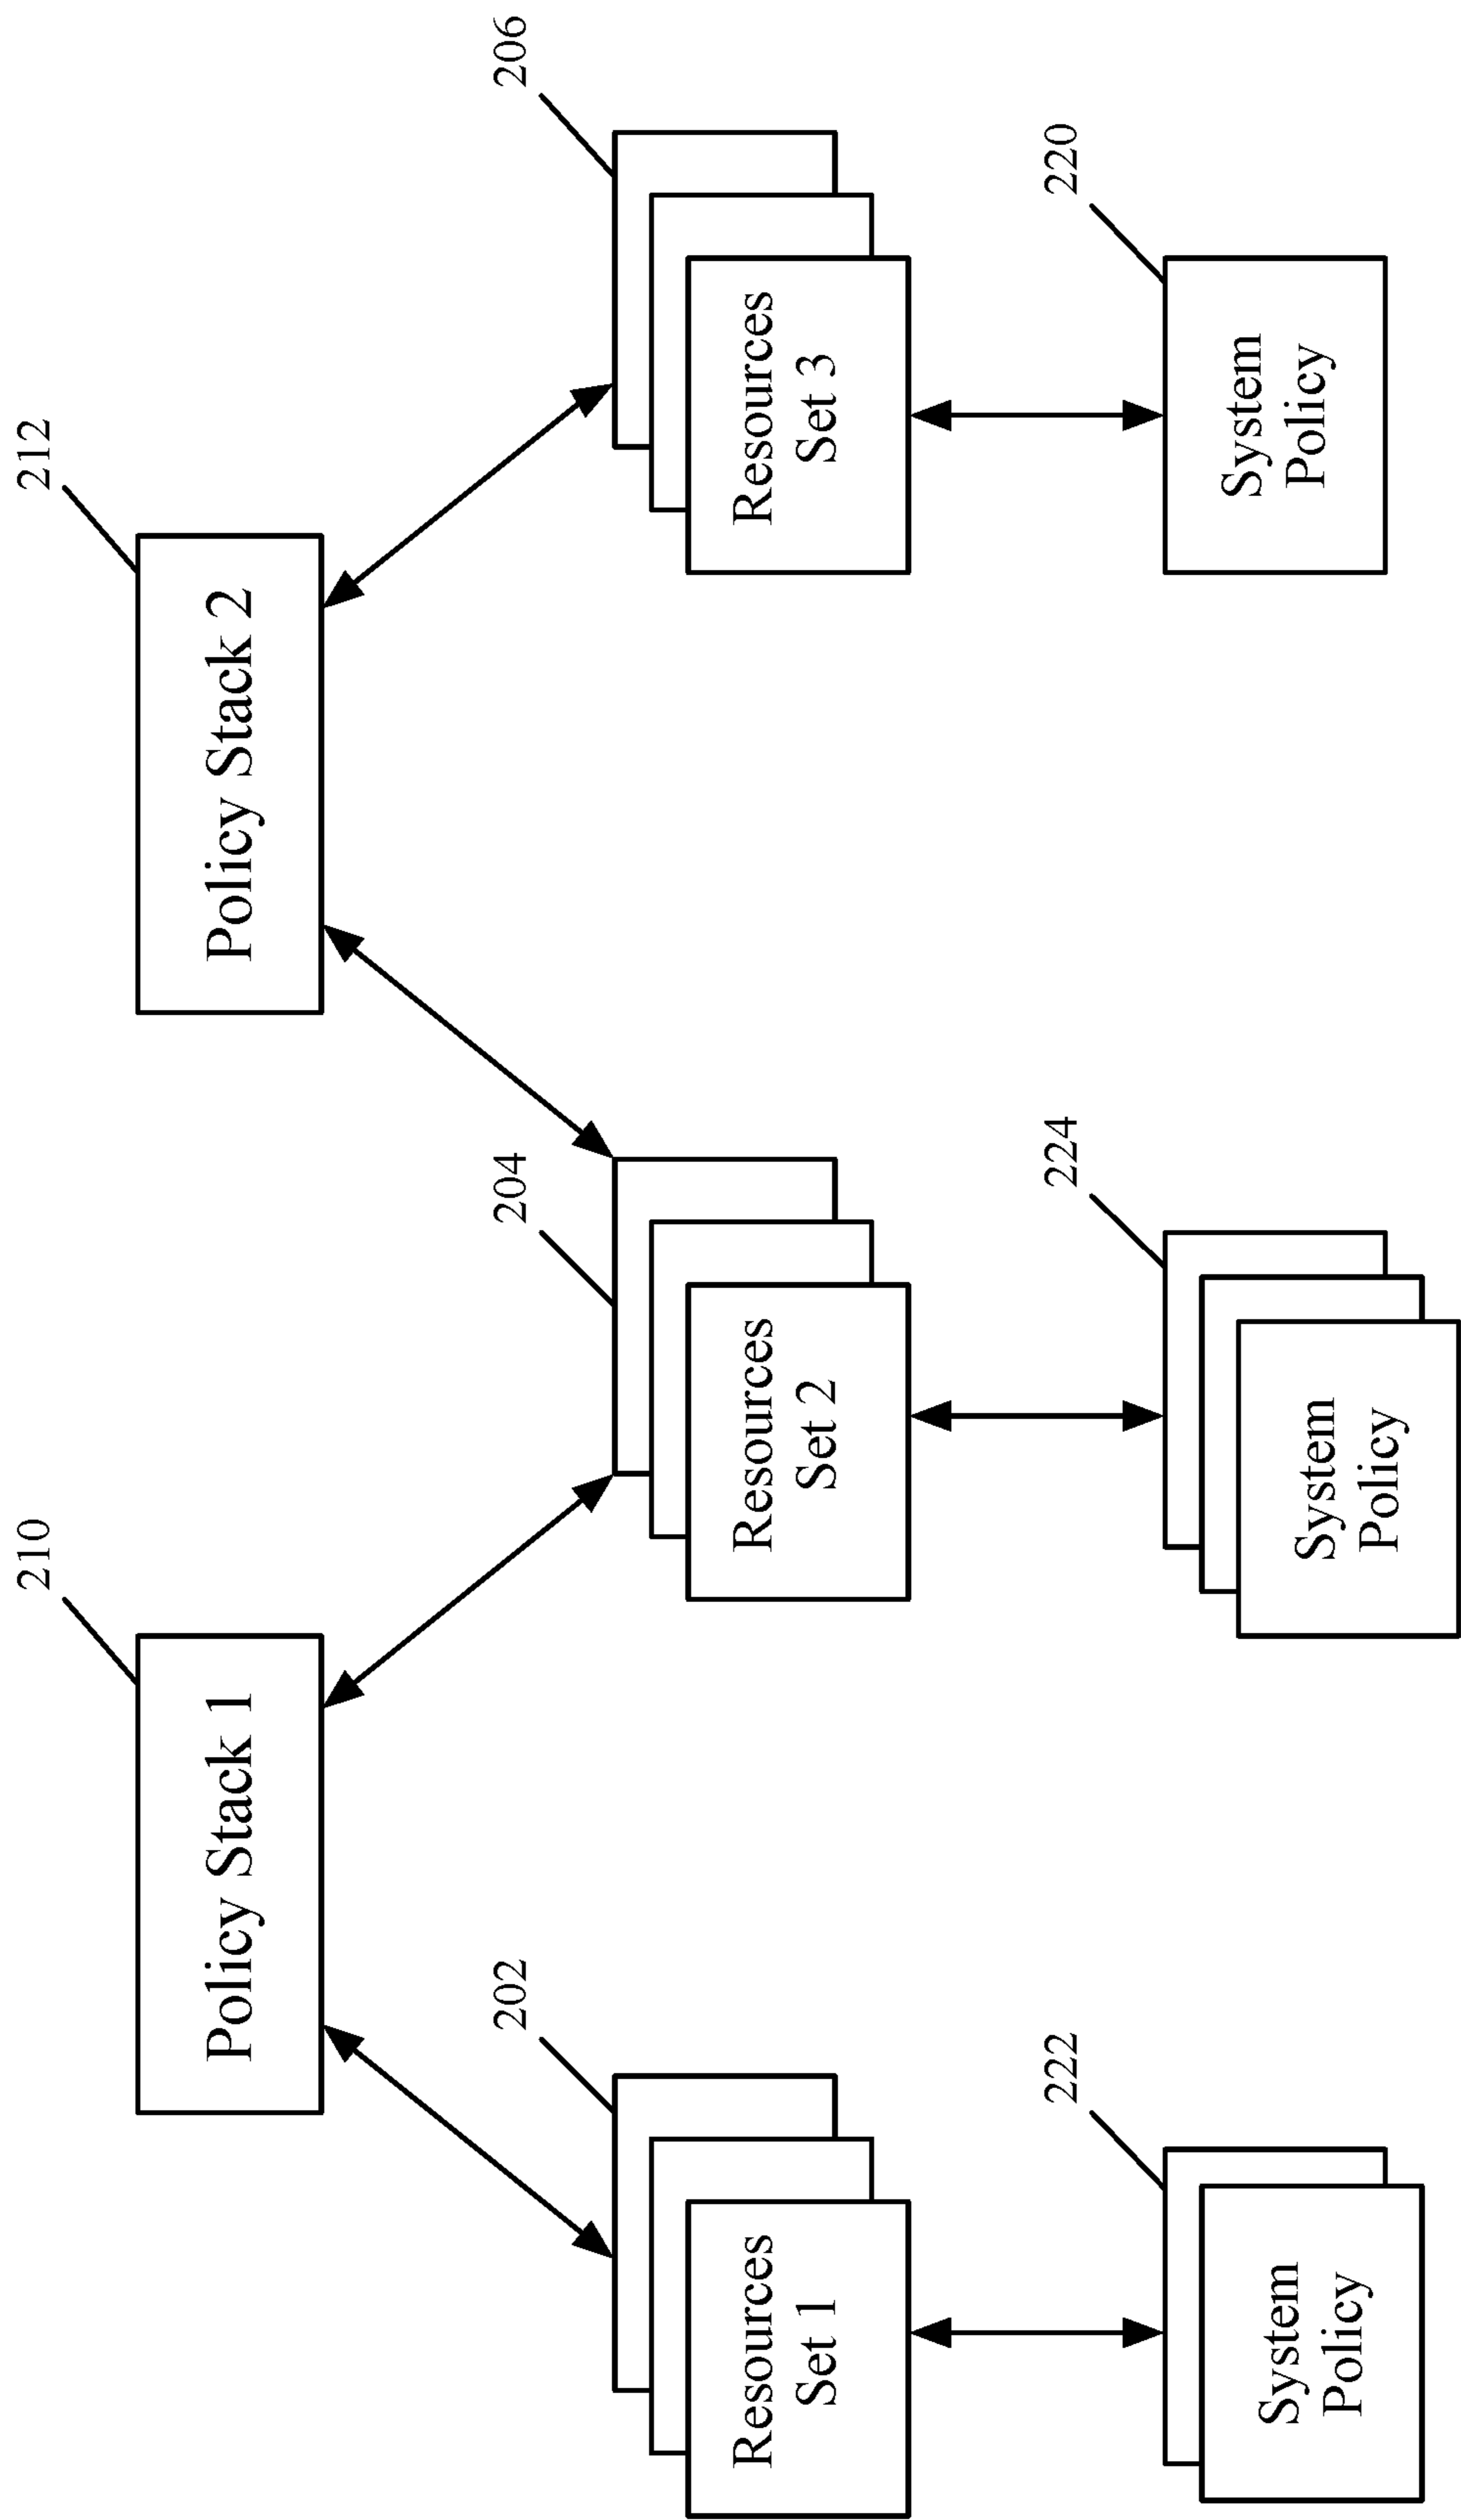 210
212
Policy Stack 1
Policy Stack 2
202
204
206
Resources
Set 1
Resources
Set 2
Resources
Set 3
222
224
220
System
Policy
System
Policy
System
Policy